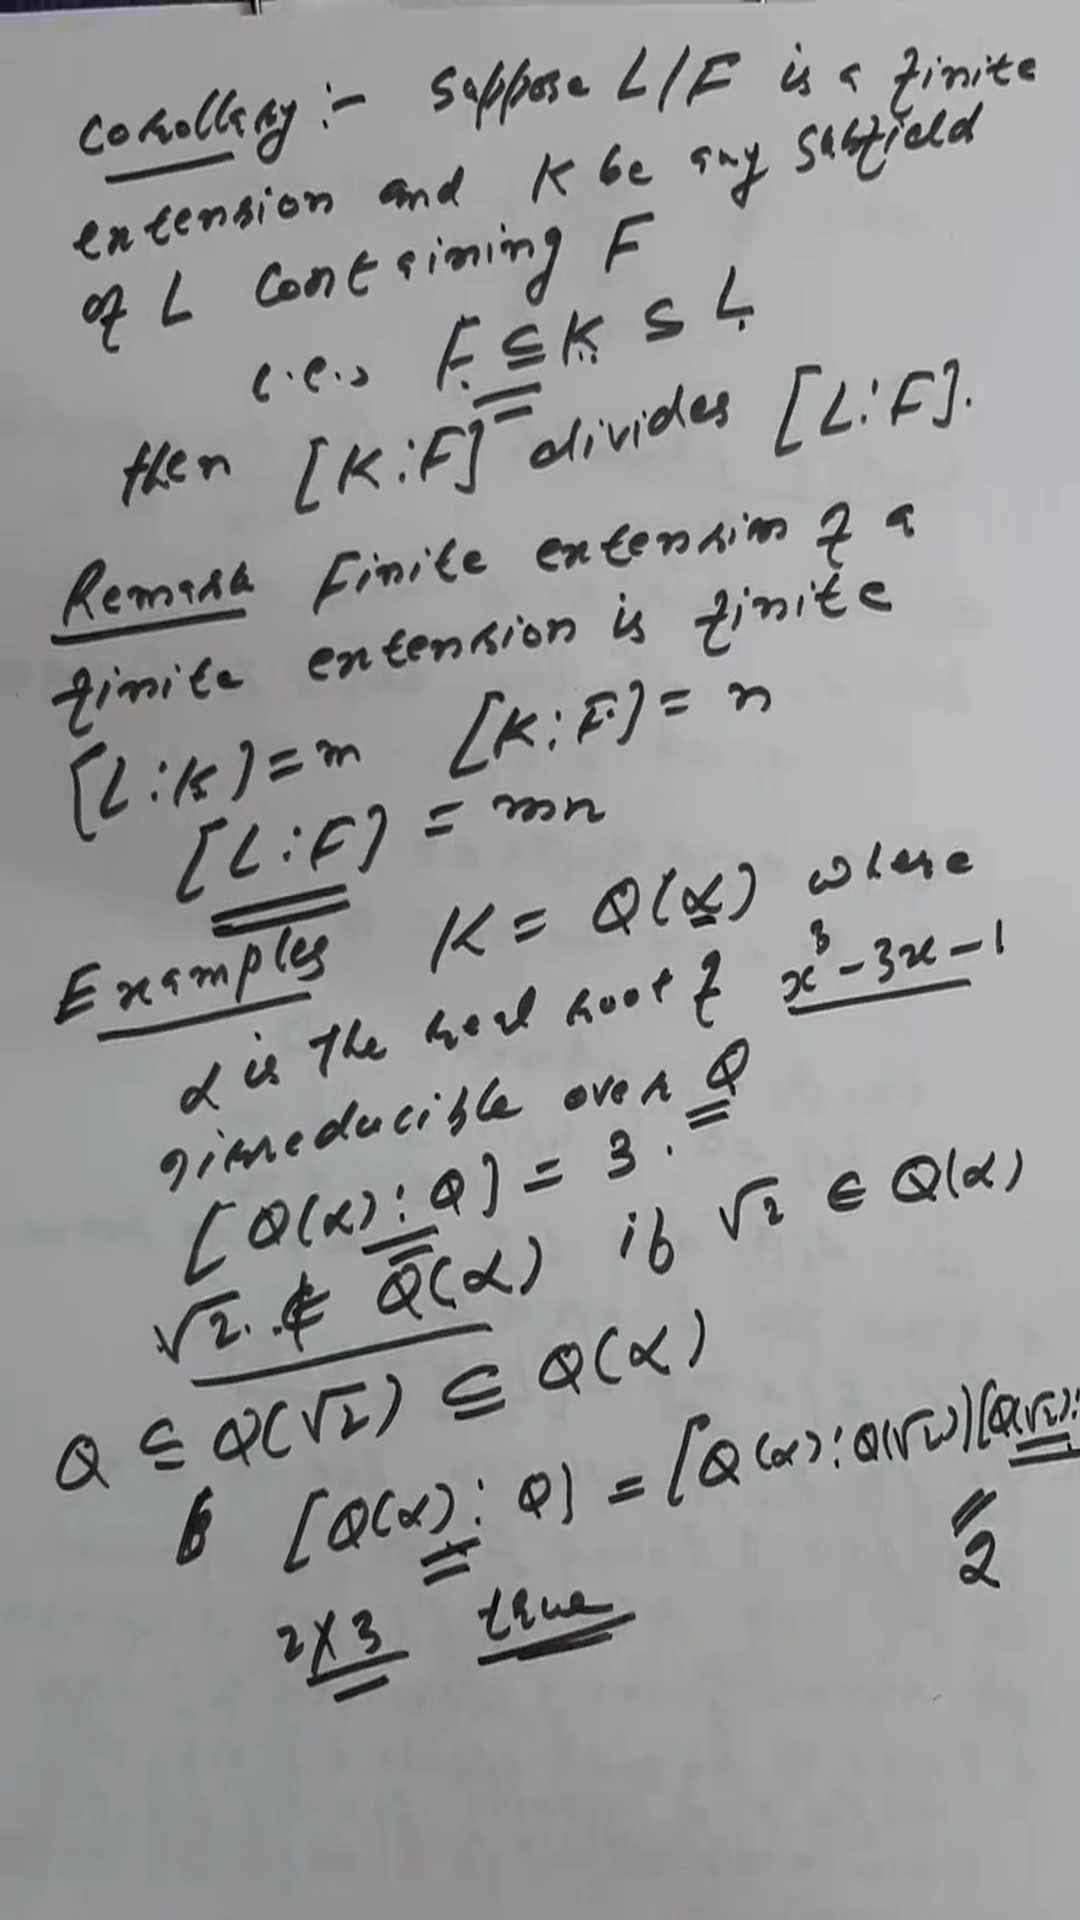 Corollary :- Suppose L/F is a finite
extension and K be any subfield
of L containing F
i.e., F ⊆ K ⊆ L
then [K:F] divides [L:F].
Remark Finite extension of a
finite extension is finite
[L:K]=m [K:F]=n
[L:F] = mn
Examples K = Q(α) where
α is the real root of x³-3x-1
irreducible over Q
[Q(α):Q] = 3.
√2 ∉ Q(α) if √2 ∈ Q(α)
Q ⊆ Q(√2) ⊆ Q(α)
[Q(α):Q] = [Q(α):Q(√2)][Q(√2):
2
2 ∤ 3 true